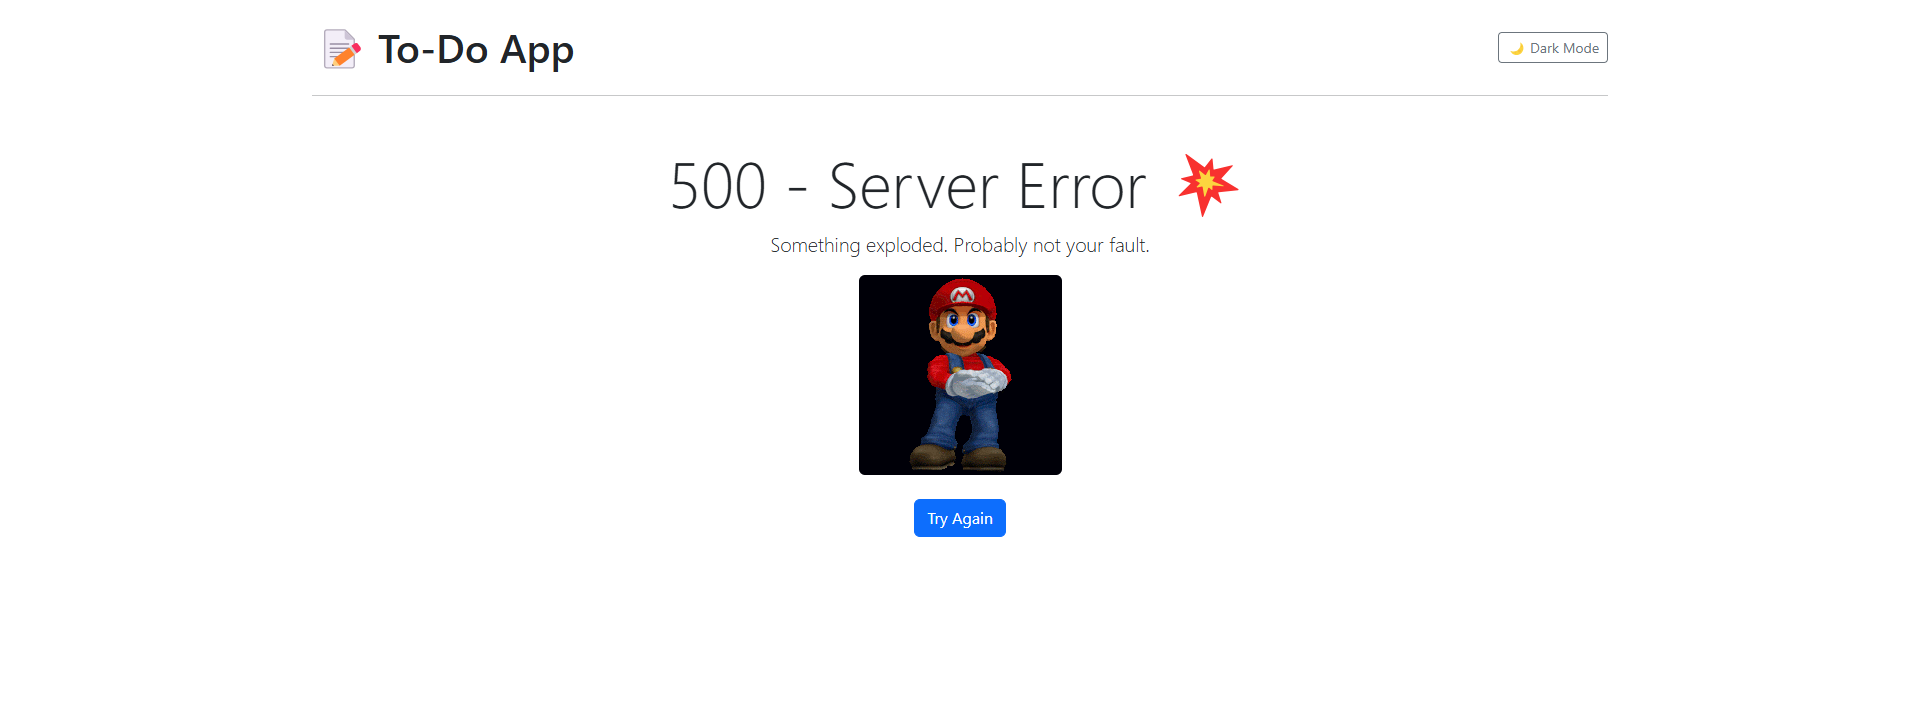 📝 To-Do App
🌙 Dark Mode
500 - Server Error 💥
Something exploded. Probably not your fault.
M
Try Again